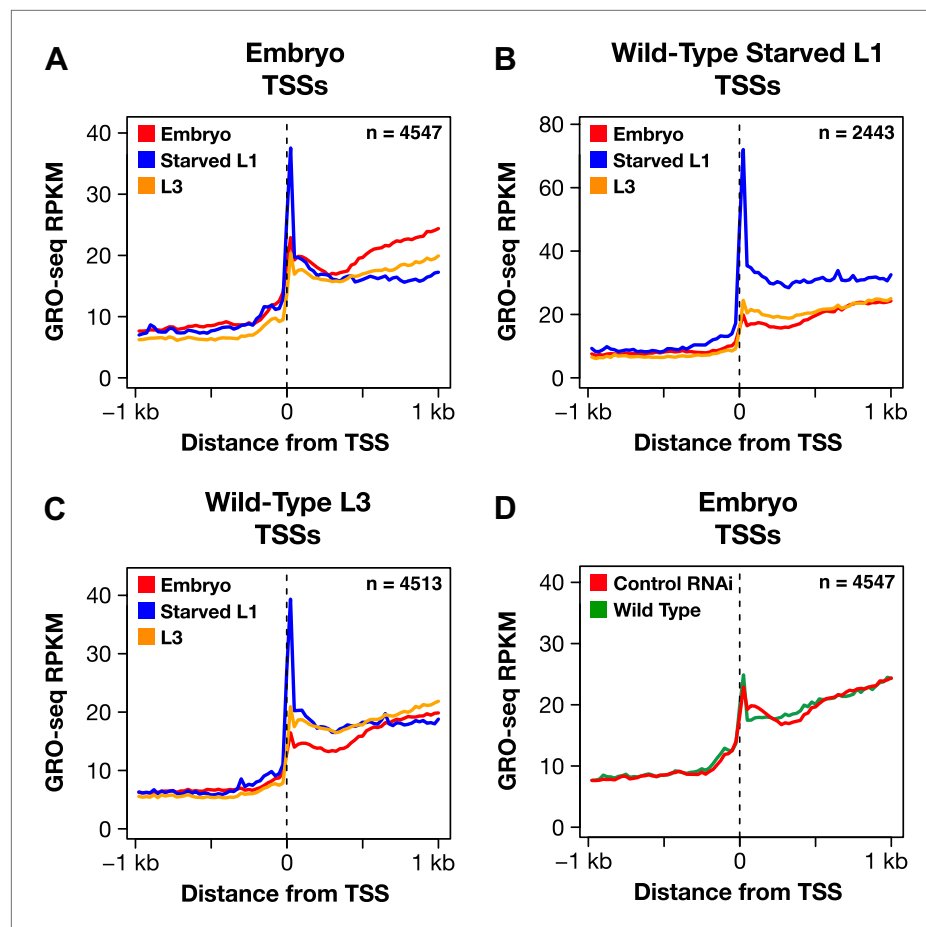 A
Embryo
TSSs
Embryo
Starved L1
L3
n = 4547
GRO-seq RPKM
40
30
20
10
0
−1 kb
0
1 kb
Distance from TSS
B
Wild-Type Starved L1
TSSs
Embryo
Starved L1
L3
n = 2443
GRO-seq RPKM
80
60
40
20
0
−1 kb
0
1 kb
Distance from TSS
C
Wild-Type L3
TSSs
Embryo
Starved L1
L3
n = 4513
GRO-seq RPKM
40
30
20
10
0
−1 kb
0
1 kb
Distance from TSS
D
Embryo
TSSs
Control RNAi
Wild Type
n = 4547
GRO-seq RPKM
40
30
20
10
0
−1 kb
0
1 kb
Distance from TSS